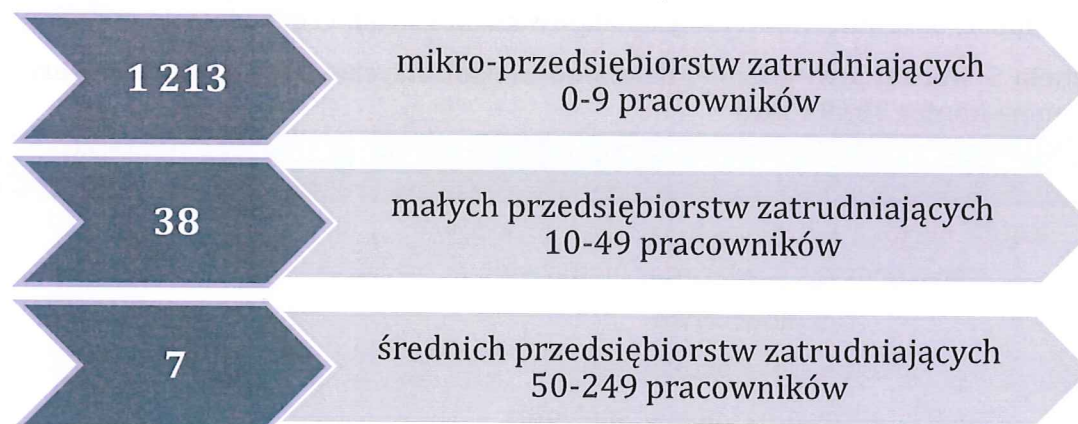 1 213
mikro-przedsiębiorstw zatrudniających
0-9 pracowników
38
małych przedsiębiorstw zatrudniających
10-49 pracowników
7
średnich przedsiębiorstw zatrudniających
50-249 pracowników